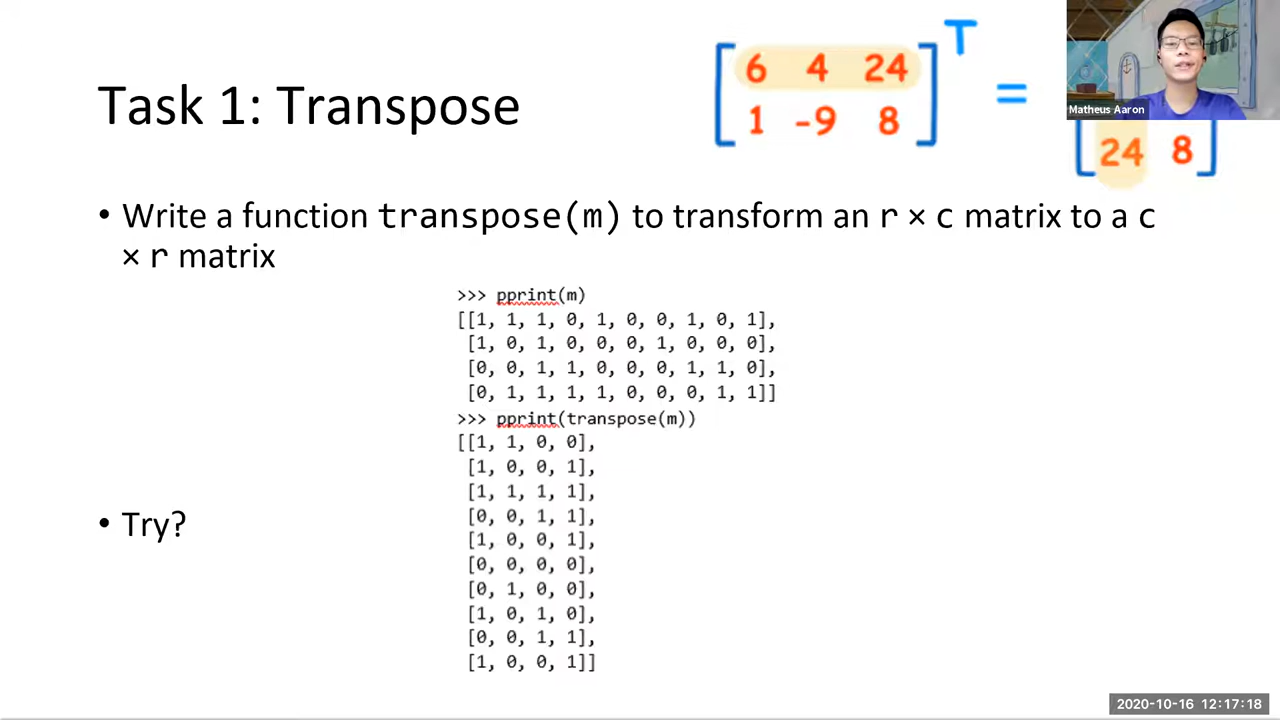 Task 1: Transpose
6 4 24
1 -9 8
T
=
24 8
Matheus Aaron
• Write a function transpose(m) to transform an r × c matrix to a c
× r matrix
>>> pprint(m)
[[1, 1, 1, 0, 1, 0, 0, 1, 0, 1],
[1, 0, 1, 0, 0, 0, 1, 0, 0, 0],
[0, 0, 1, 1, 0, 0, 0, 1, 1, 0],
[0, 1, 1, 1, 1, 0, 0, 0, 1, 1]]
>>> pprint(transpose(m))
[[1, 1, 0, 0],
[1, 0, 0, 1],
[1, 1, 1, 1],
[0, 0, 1, 1],
[1, 0, 0, 1],
[0, 0, 0, 0],
[0, 1, 0, 0],
[1, 0, 1, 0],
[0, 0, 1, 1],
[1, 0, 0, 1]]
• Try?
2020-10-16 12:17:18